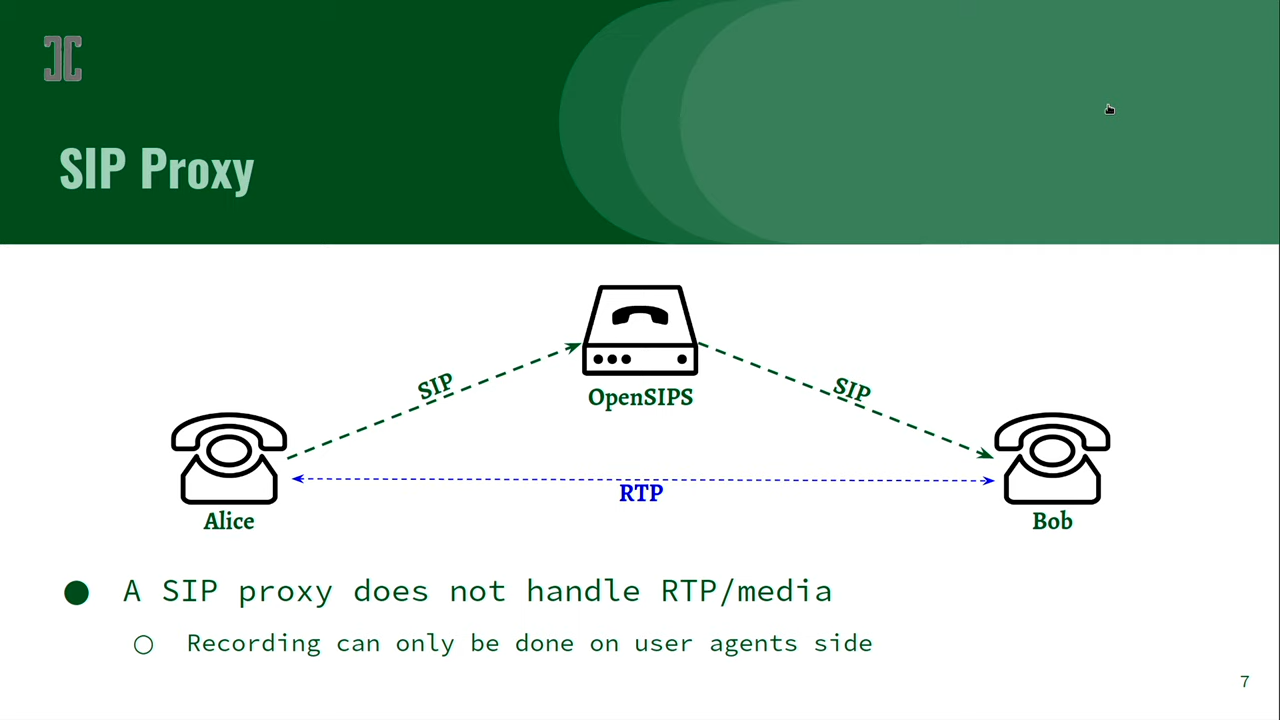 SIP Proxy
SIP
SIP
OpenSIPS
RTP
Alice
Bob
● A SIP proxy does not handle RTP/media
○ Recording can only be done on user agents side
7